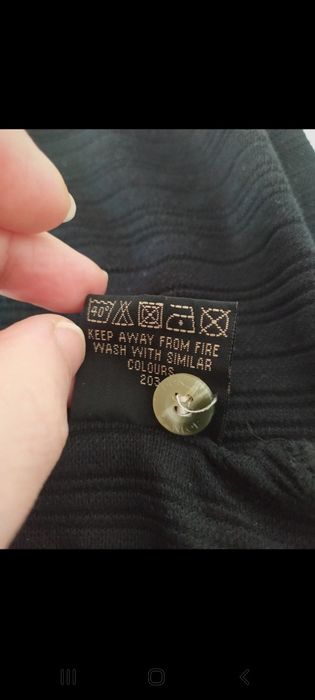 40°
KEEP AWAY FROM FIRE
WASH WITH SIMILAR
COLOURS
203